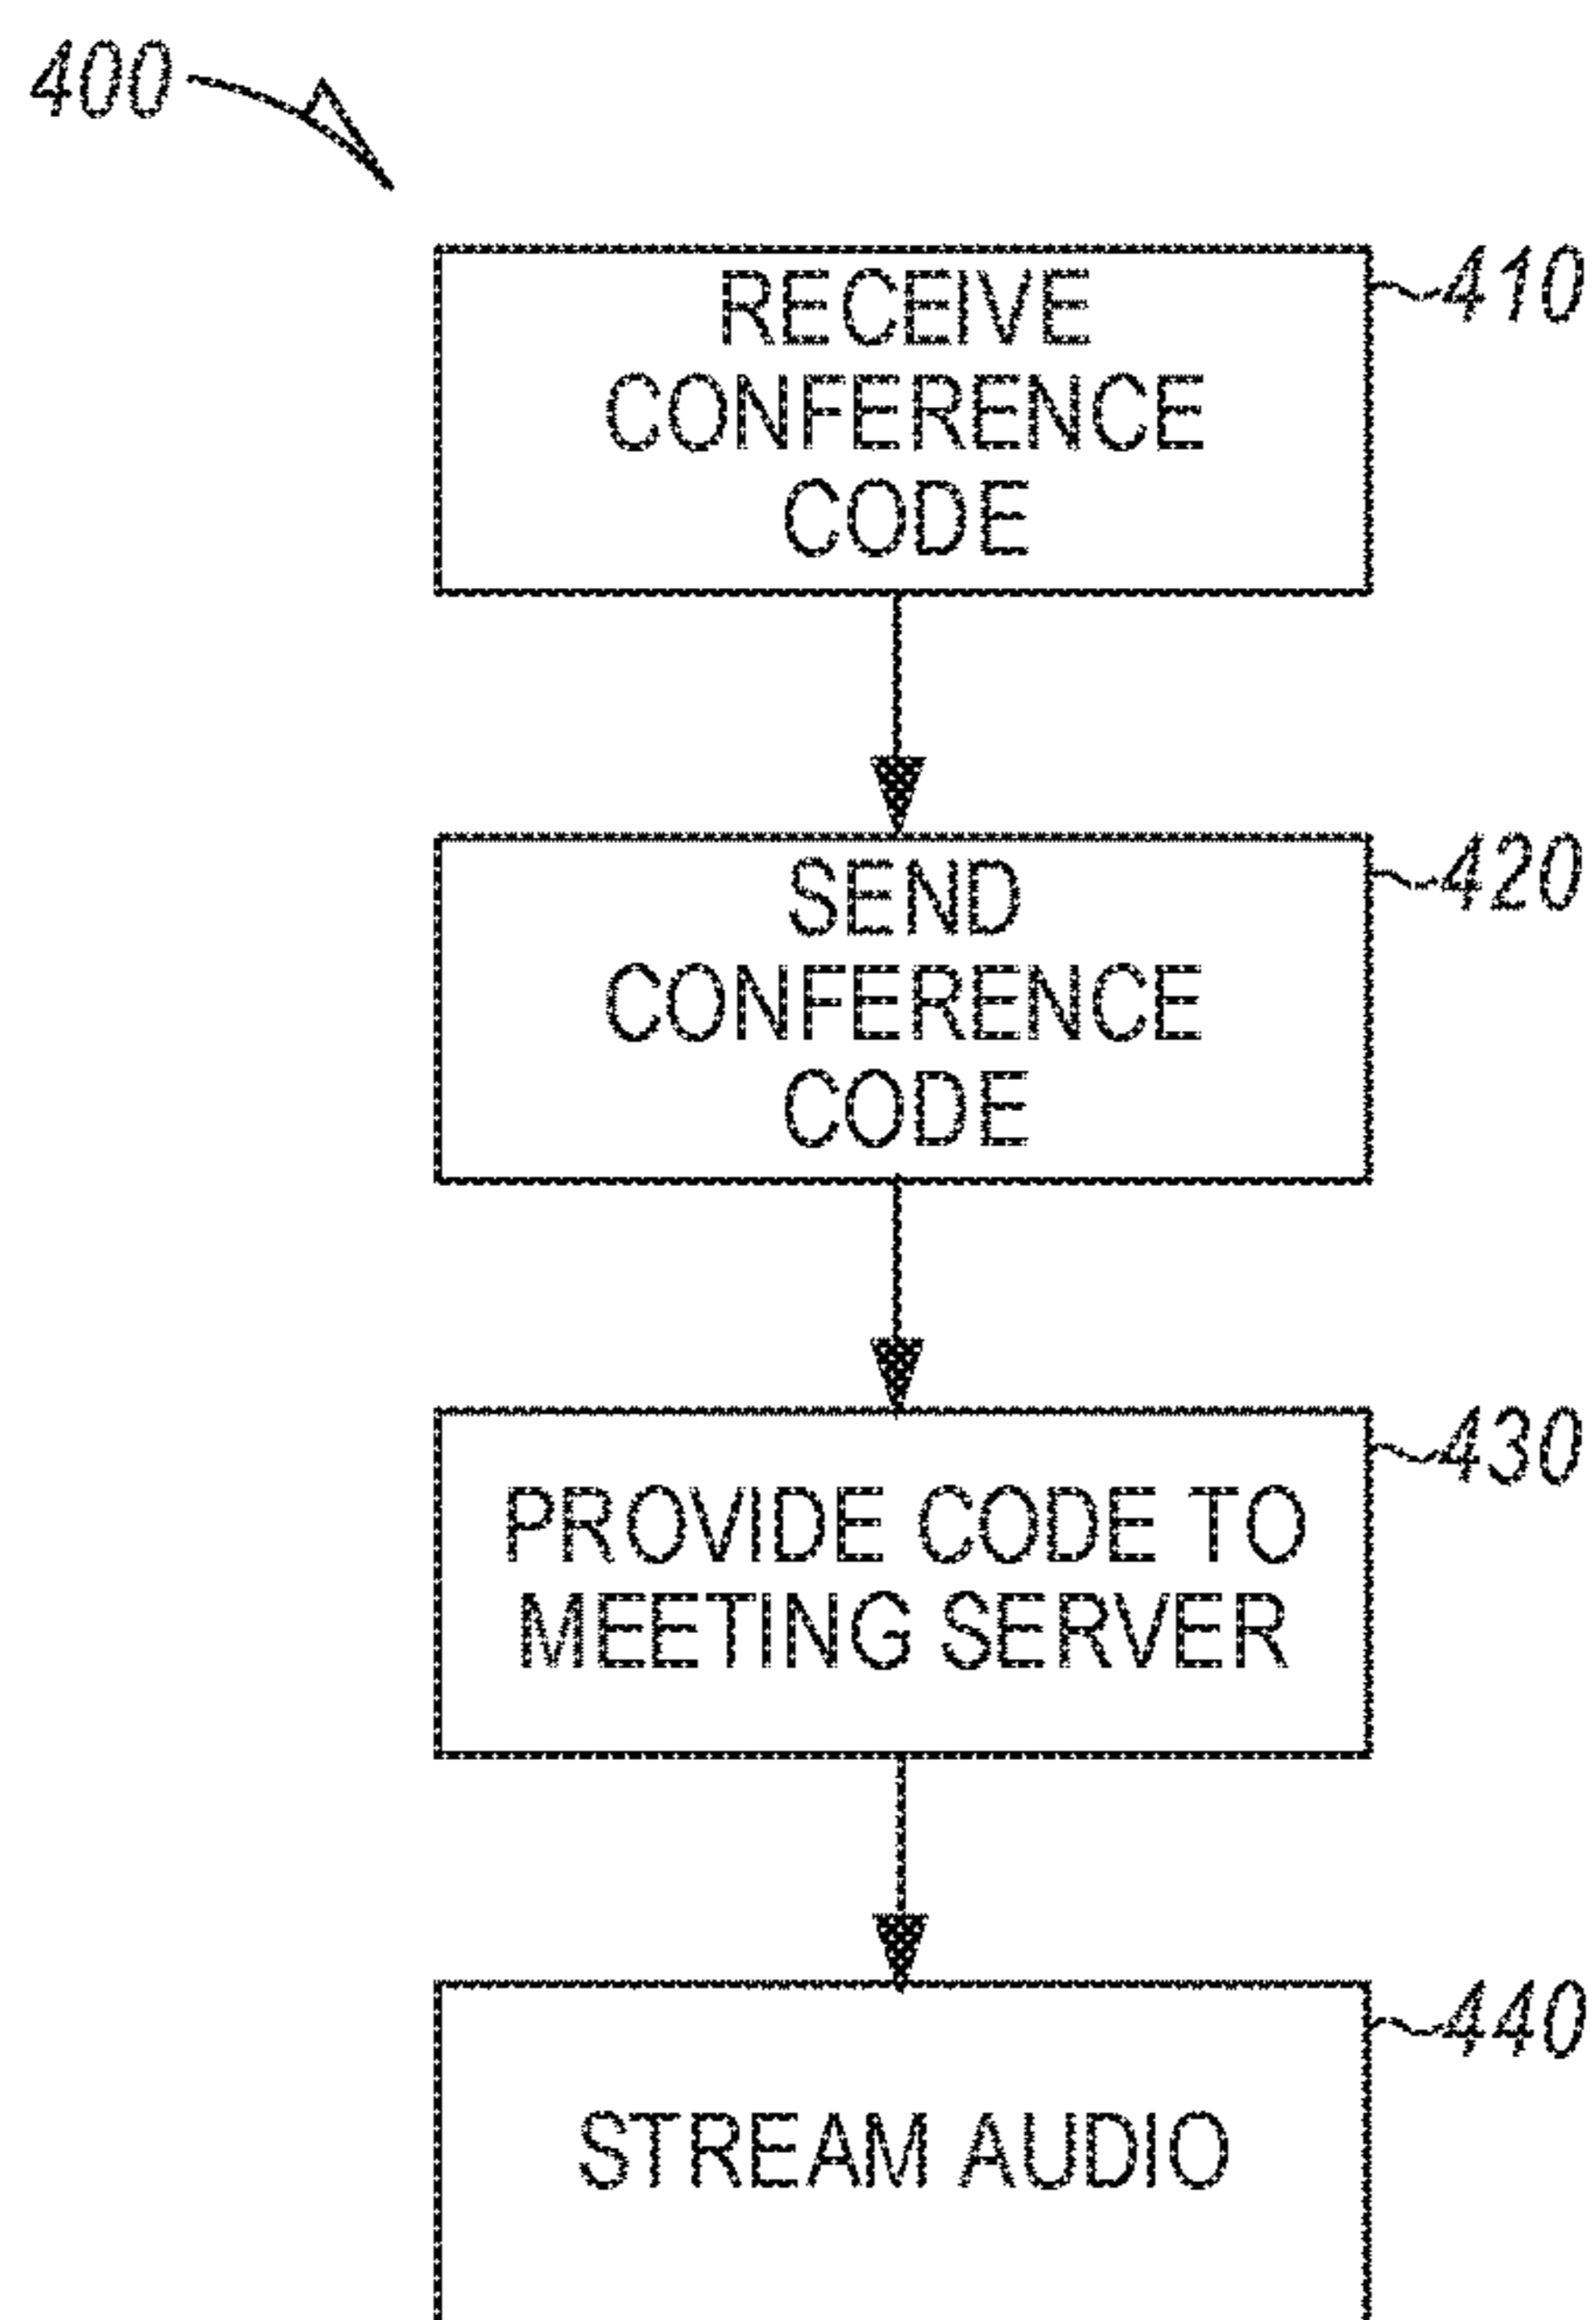 400
RECEIVE
CONFERENCE
CODE
410
SEND
CONFERENCE
CODE
420
PROVIDE CODE TO
MEETING SERVER
430
STREAM AUDIO
440